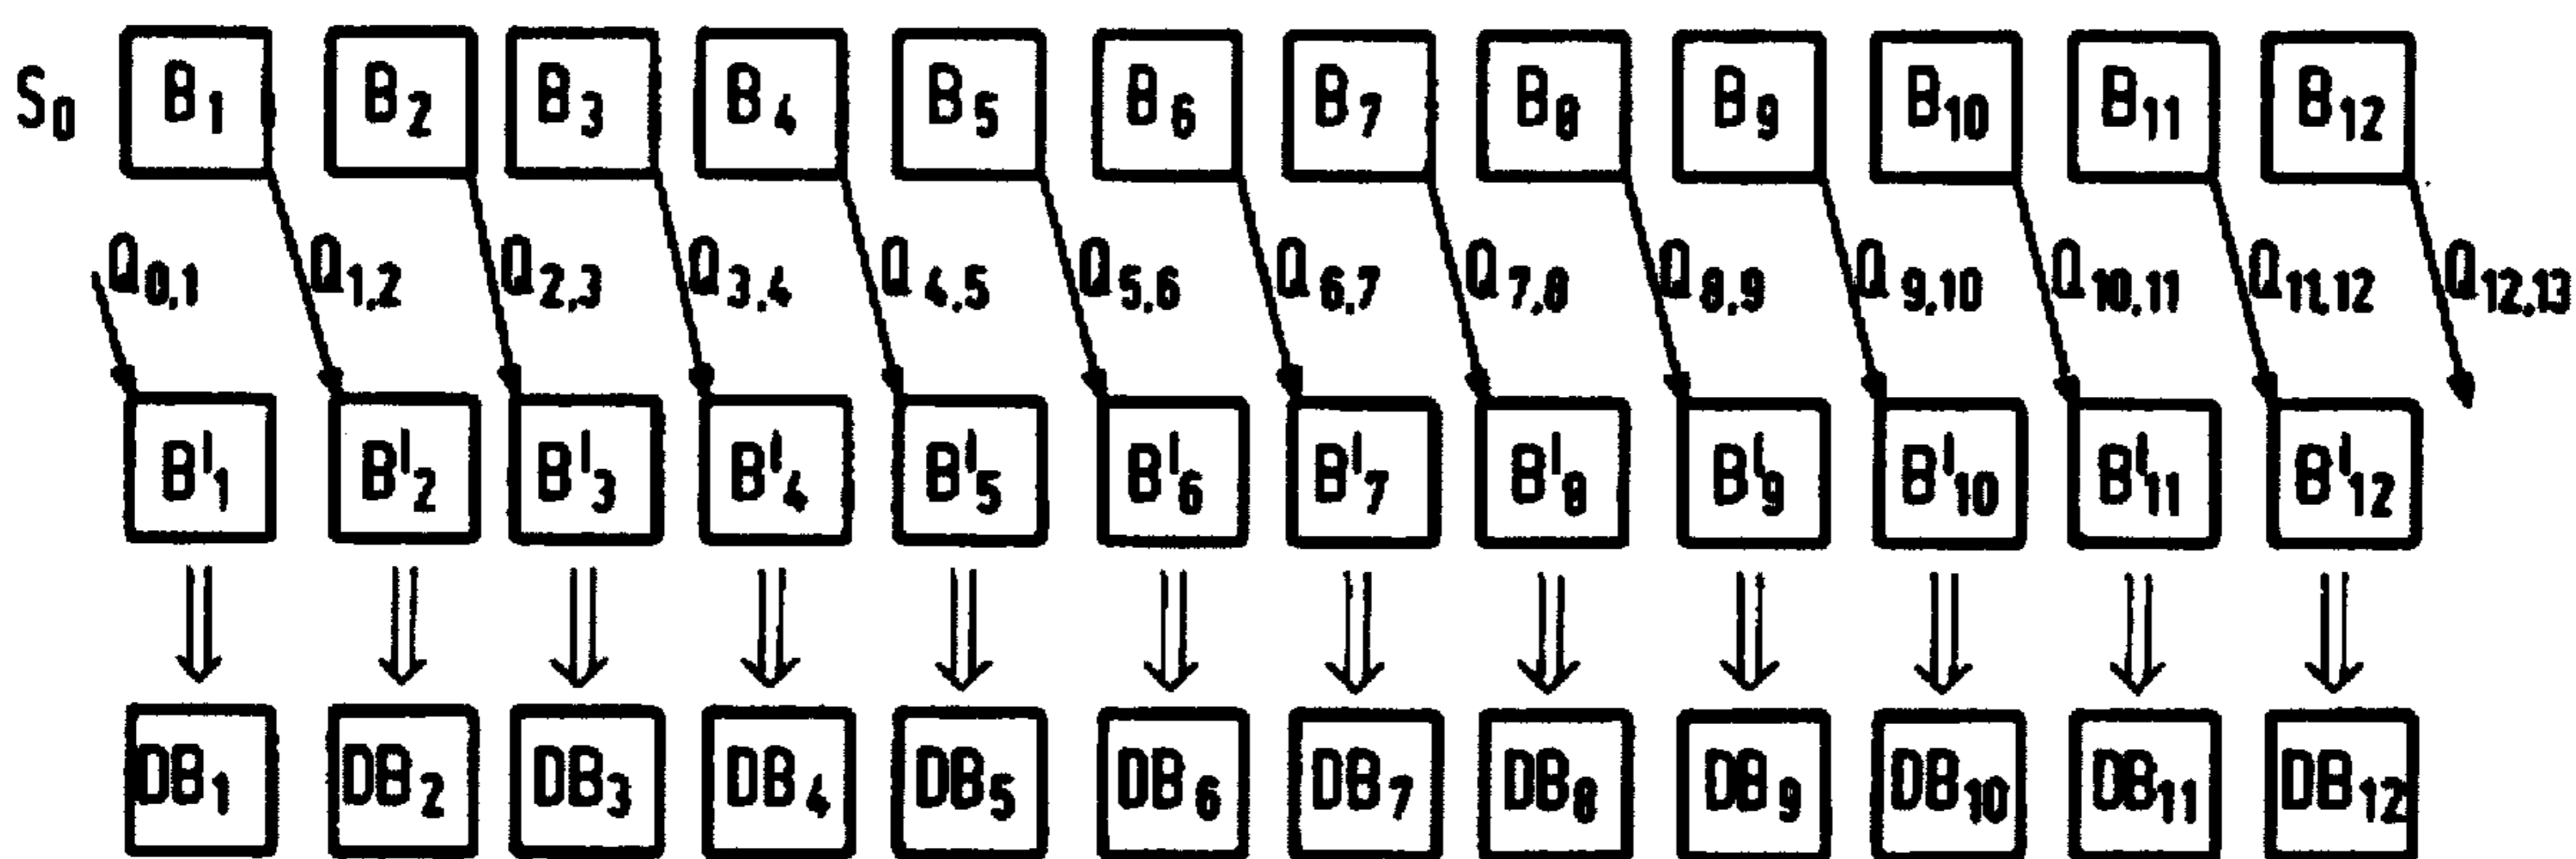 S0 B1 B2 B3 B4 B5 B6 B7 B8 B9 B10 B11 B12
Q0,1 Q1,2 Q2,3 Q3,4 Q4,5 Q5,6 Q6,7 Q7,8 Q8,9 Q9,10 Q10,11 Q11,12 Q12,13
B'1 B'2 B'3 B'4 B'5 B'6 B'7 B'8 B'9 B'10 B'11 B'12
DB1 DB2 DB3 DB4 DB5 DB6 DB7 DB8 DB9 DB10 DB11 DB12